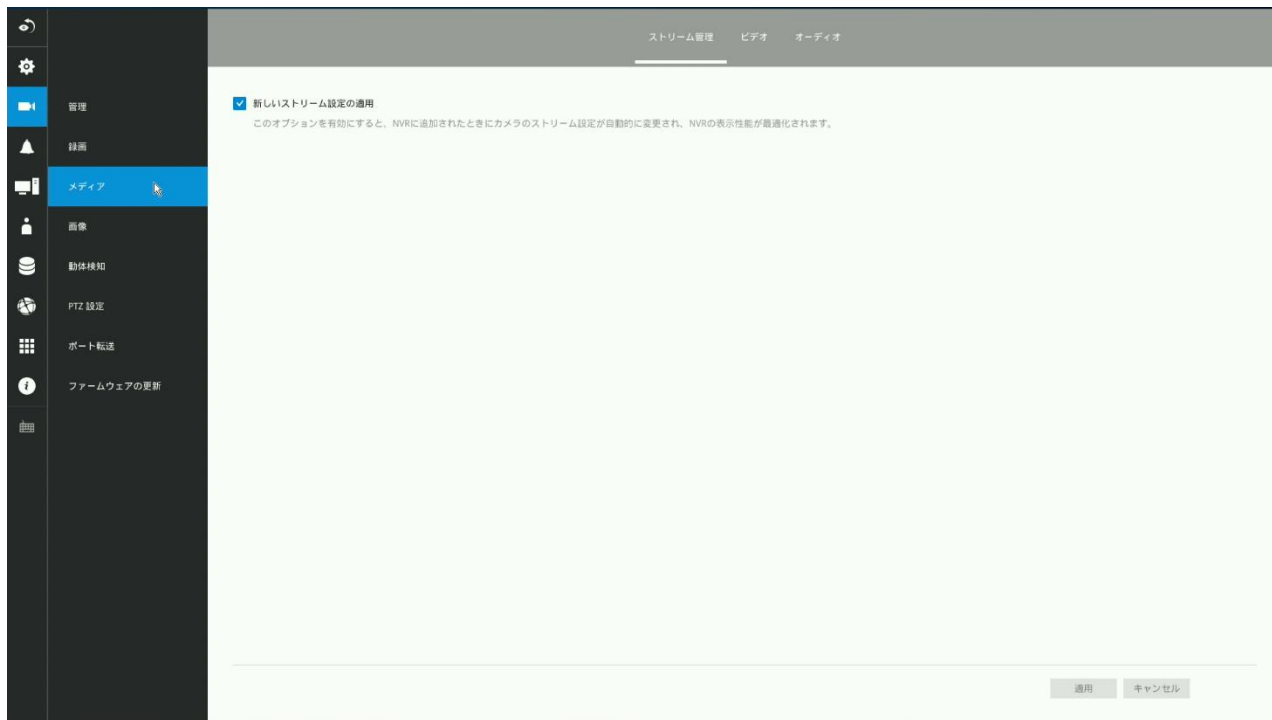 ストリーム管理 ビデオ オーディオ
管理
録画
メディア
画像
動体検知
PTZ 設定
ポート転送
ファームウェアの更新
新しいストリーム設定の適用
このオプションを有効にすると、NVRに追加されたときにカメラのストリーム設定が自動的に変更され、NVRの表示性能が最適化されます。
適用 キャンセル